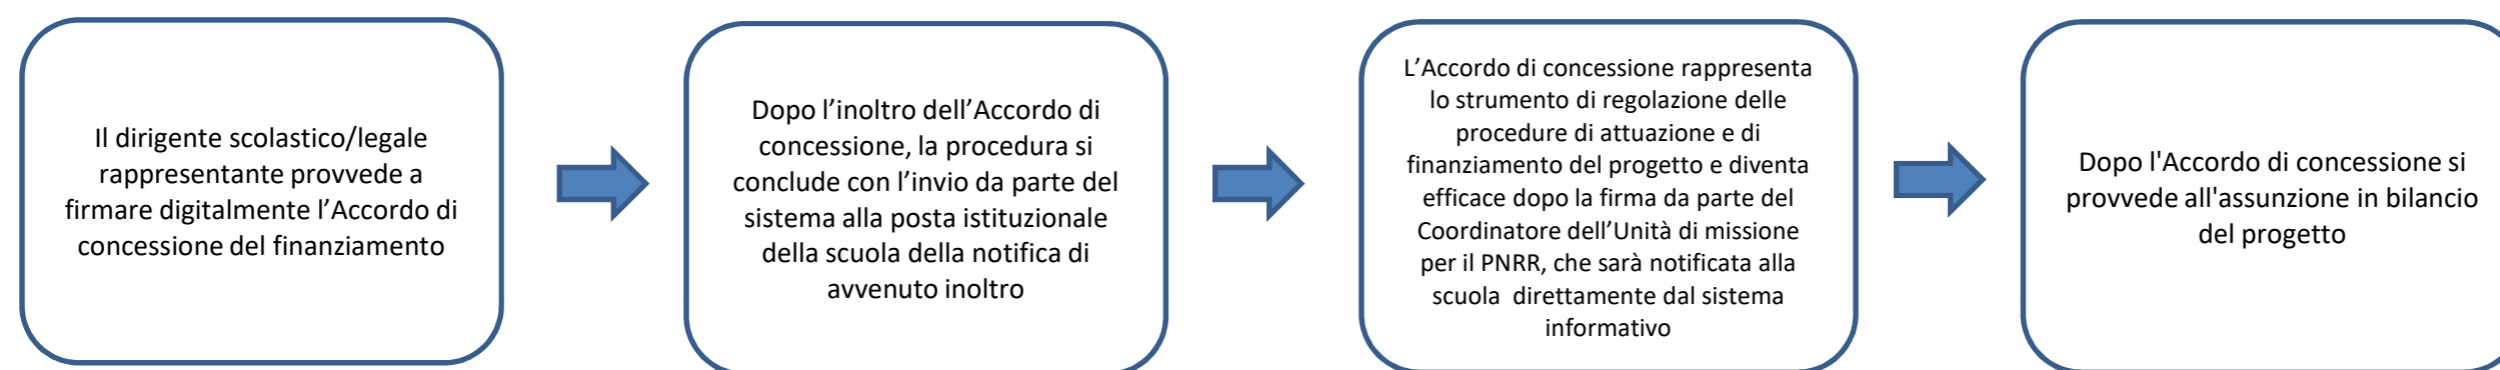 Il dirigente scolastico/legale
rappresentante provvede a
firmare digitalmente l’Accordo di
concessione del finanziamento
Dopo l’inoltro dell’Accordo di
concessione, la procedura si
conclude con l’invio da parte del
sistema alla posta istituzionale
della scuola della notifica di
avvenuto inoltro
L’Accordo di concessione rappresenta
lo strumento di regolazione delle
procedure di attuazione e di
finanziamento del progetto e diventa
efficace dopo la firma da parte del
Coordinatore dell’Unità di missione
per il PNRR, che sarà notificata alla
scuola  direttamente dal sistema
informativo
Dopo l'Accordo di concessione si
provvede all'assunzione in bilancio
del progetto